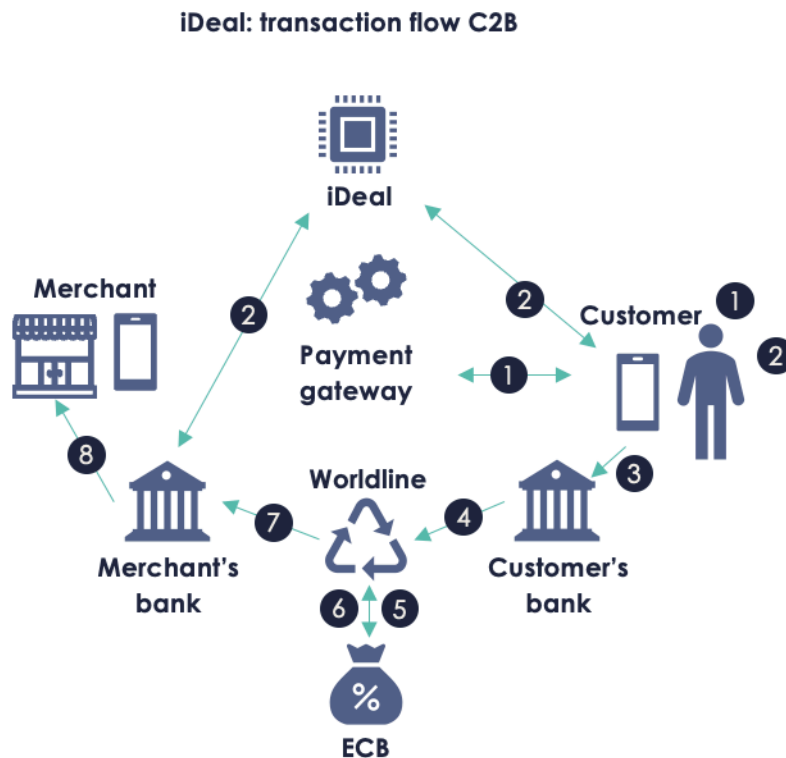 iDeal: transaction flow C2B
iDeal
Merchant
2
2
Customer
1
2
Payment
gateway
1
8
3
Worldline
7
4
Merchant's
bank
Customer's
bank
6
5
%
ECB